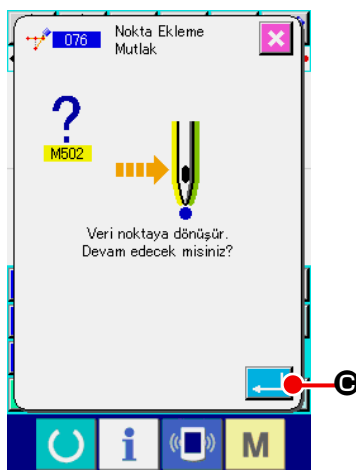 076
Nokta Ekleme
Mutlak
?
M502
Veri noktaya dönüşür.
Devam edecek misiniz?
C
i
M